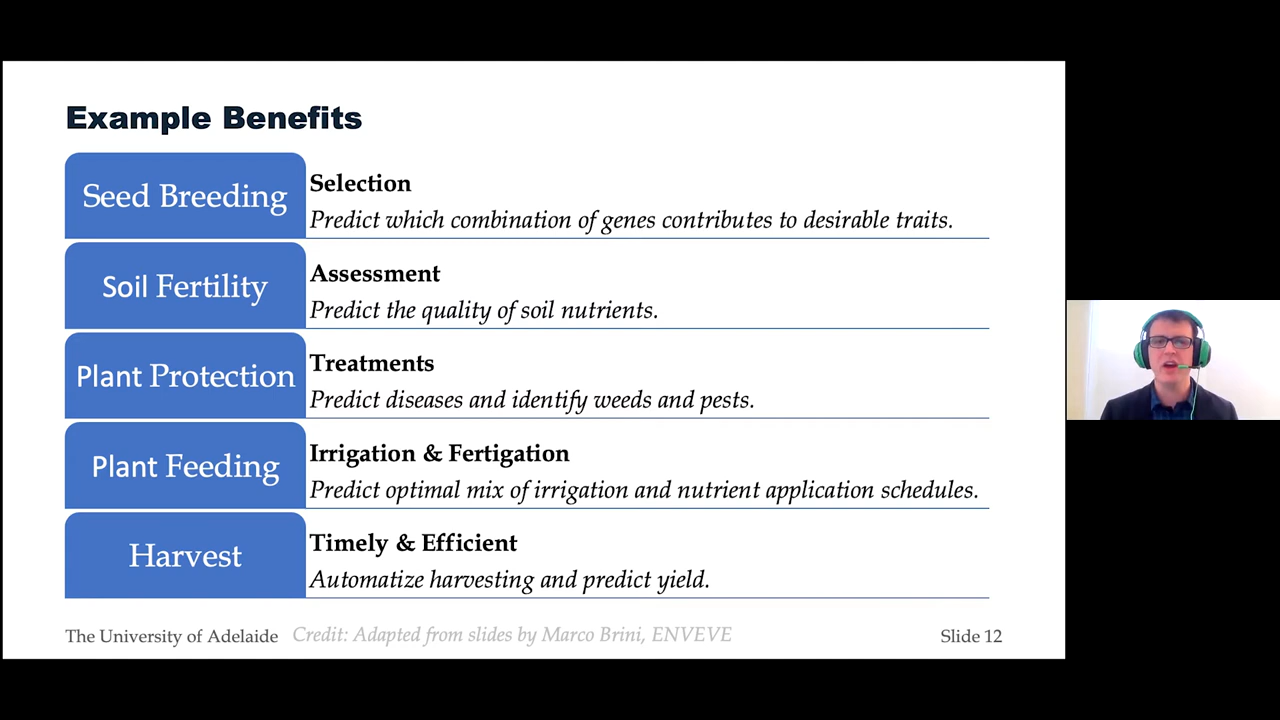 Example Benefits
Seed Breeding
Selection
Predict which combination of genes contributes to desirable traits.
Soil Fertility
Assessment
Predict the quality of soil nutrients.
Plant Protection
Treatments
Predict diseases and identify weeds and pests.
Plant Feeding
Irrigation & Fertigation
Predict optimal mix of irrigation and nutrient application schedules.
Harvest
Timely & Efficient
Automatize harvesting and predict yield.
The University of Adelaide Credit: Adapted from slides by Marco Brini, ENVEVE Slide 12